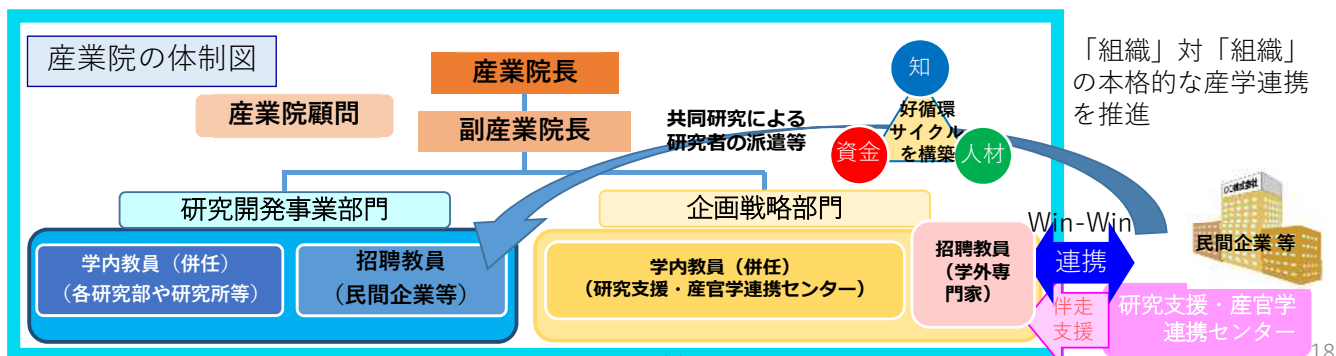 産業院の体制図
産業院長
産業院顧問
副産業院長
共同研究による
研究者の派遣等
知
好循環
サイクル
を構築
資金
人材
「組織」対「組織」
の本格的な産学連携
を推進
研究開発事業部門
企画戦略部門
学内教員（併任）
（各研究部や研究所等）
招聘教員
（民間企業等）
学内教員（併任）
（研究支援・産官学連携センター）
招聘教員
（学外専
門家）
Win-Win
連携
〇〇株式会社
民間企業 等
伴走
支援
研究支援・産官学
連携センター
18